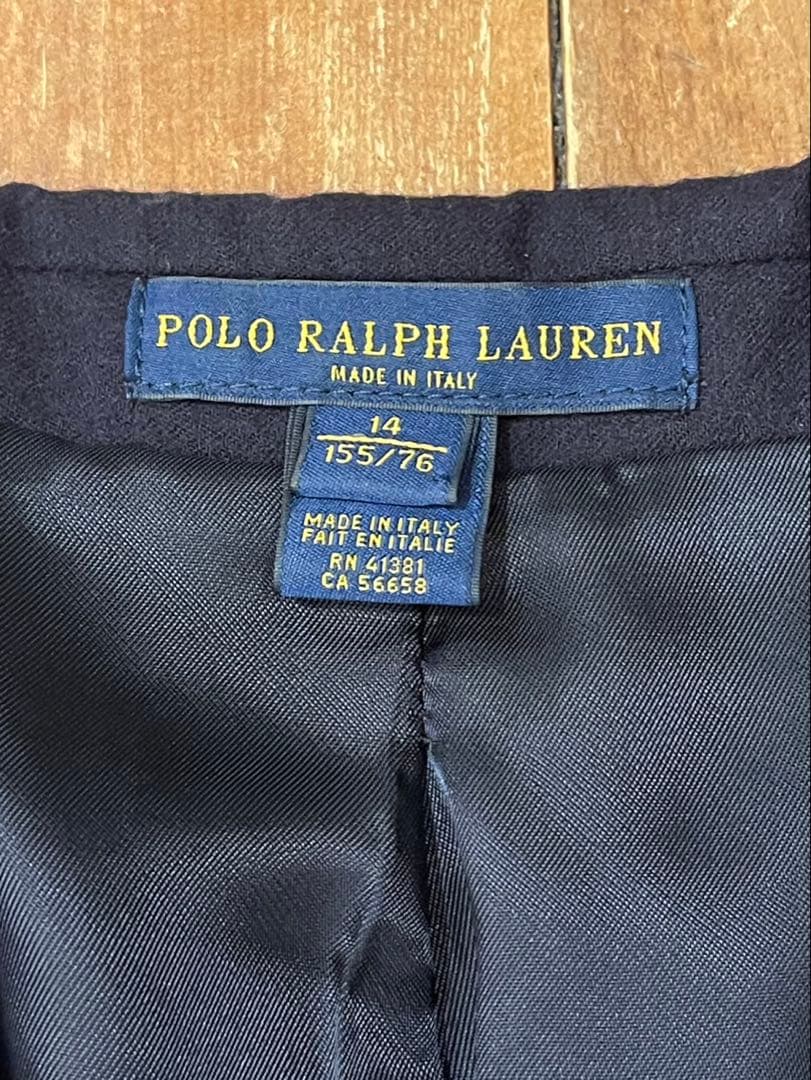 POLO RALPH LAUREN
MADE IN ITALY
14
155/76
MADE IN ITALY
FAIT EN ITALIE
RN 41381
CA 56658